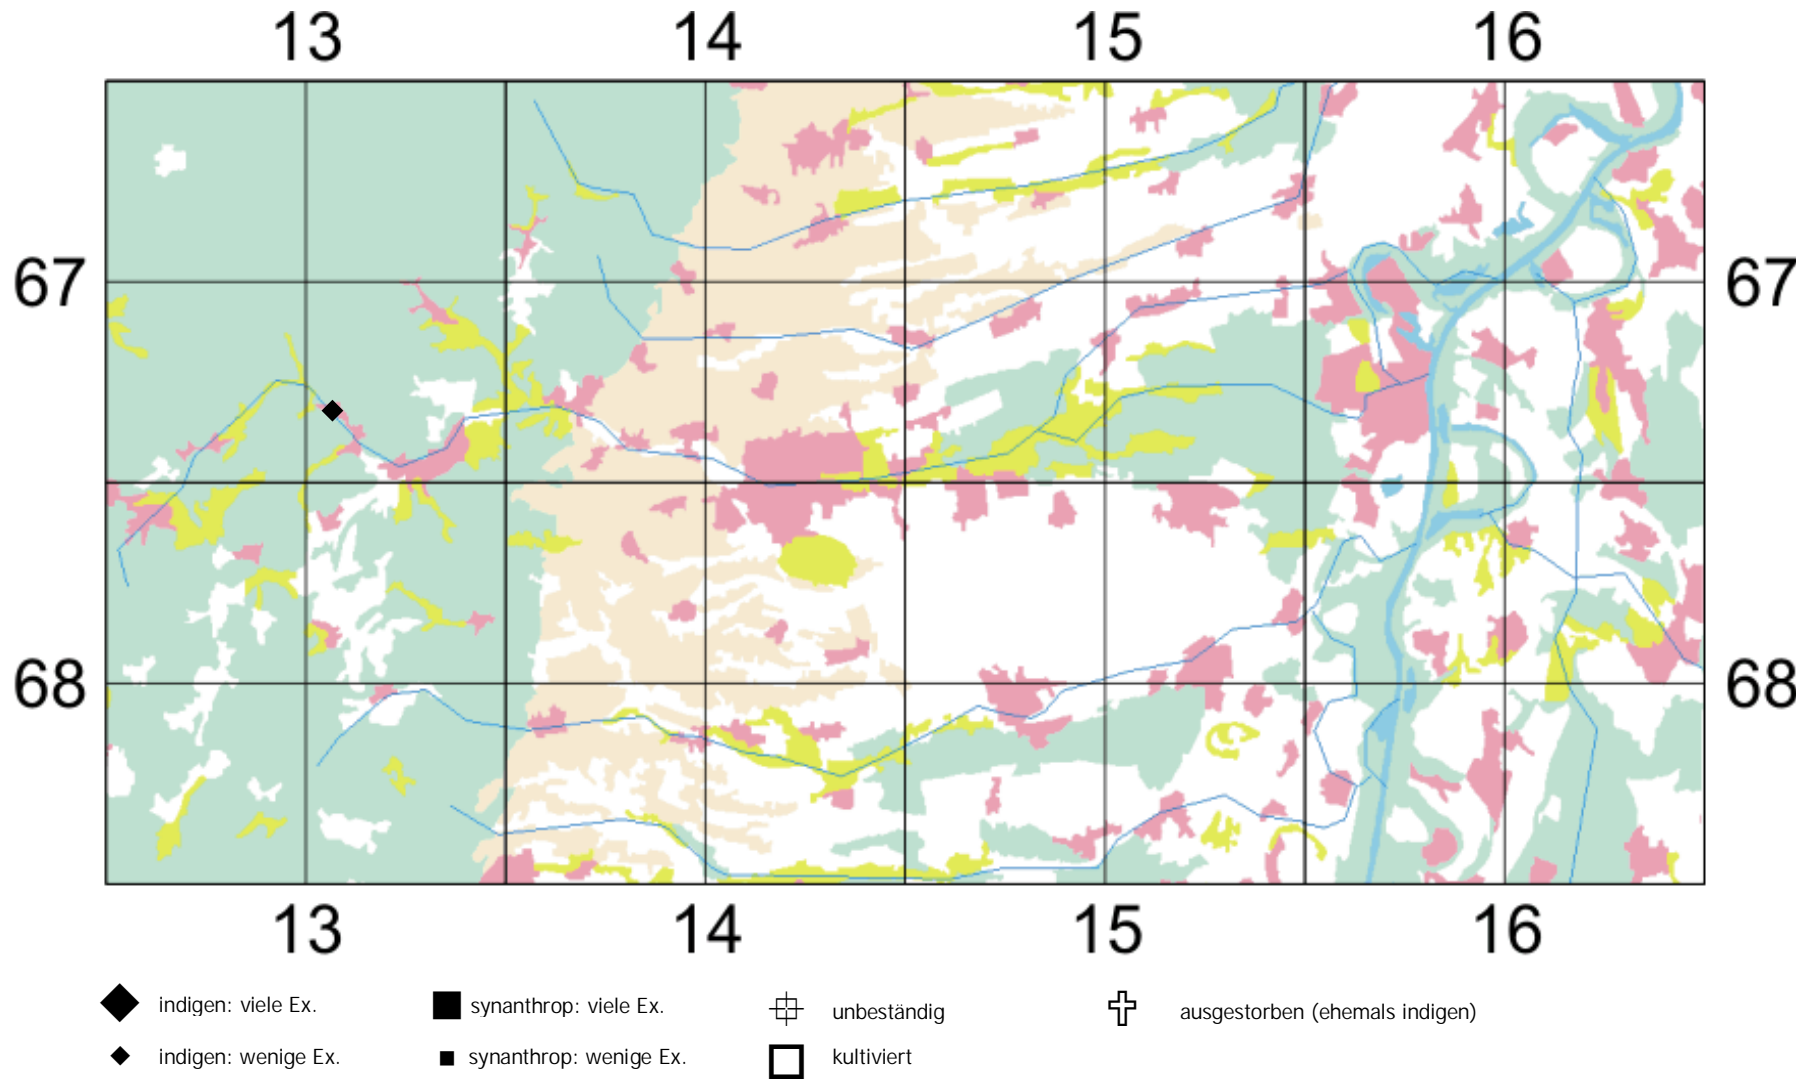 13 14 15 16
67 67
68 68
13 14 15 16
indigen: viele Ex. synanthrop: viele Ex. unbeständig ausgestorben (ehemals indigen)
indigen: wenige Ex. synanthrop: wenige Ex. kultiviert